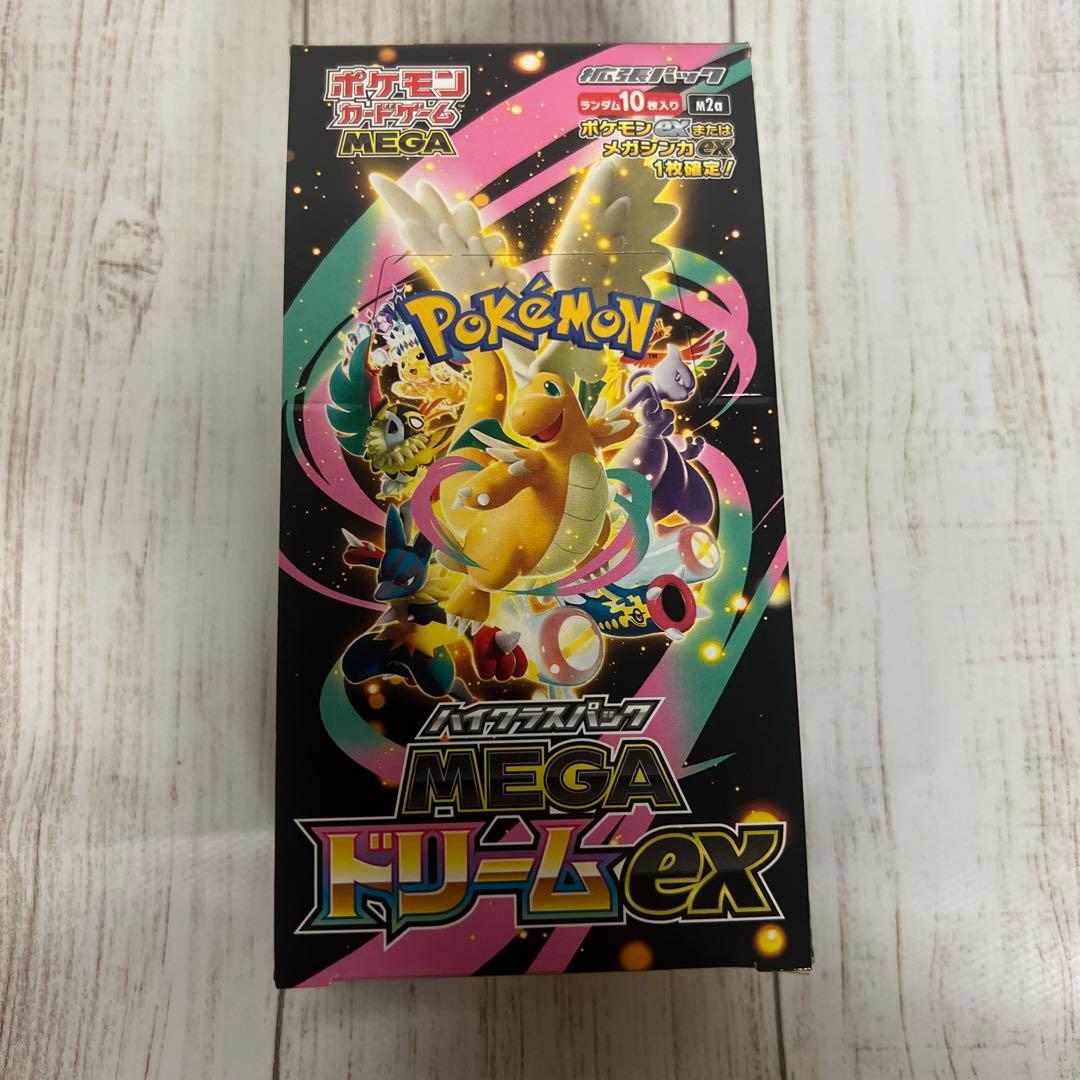 ポケモン
カードゲーム
MEGA
拡張パック
ランダム10枚入り M2a
ポケモンexまたは
メガシンカex
1枚確定!
POKéMON
TM
ハイクラスパック
MEGA
ドリームex